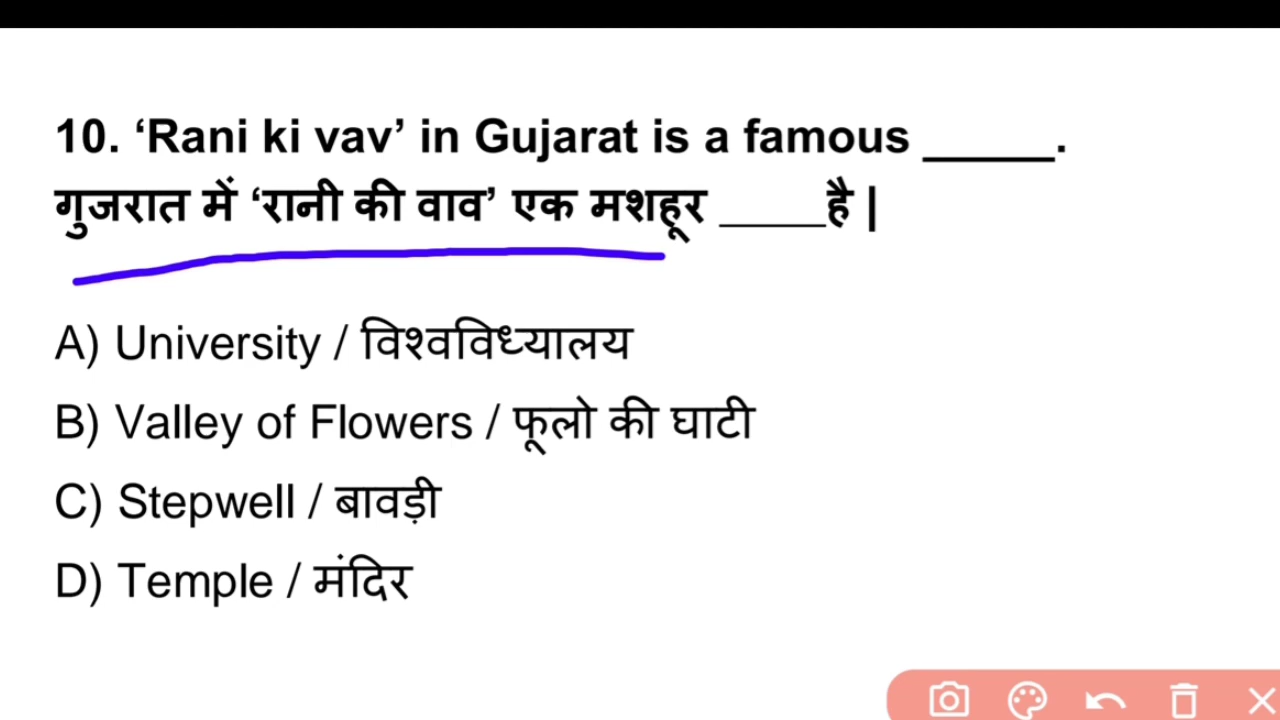 10. ‘Rani ki vav’ in Gujarat is a famous _____.
गुजरात में ‘रानी की वाव’ एक मशहूर _____है |
A) University / विश्वविध्यालय
B) Valley of Flowers / फूलो की घाटी
C) Stepwell / बावड़ी
D) Temple / मंदिर